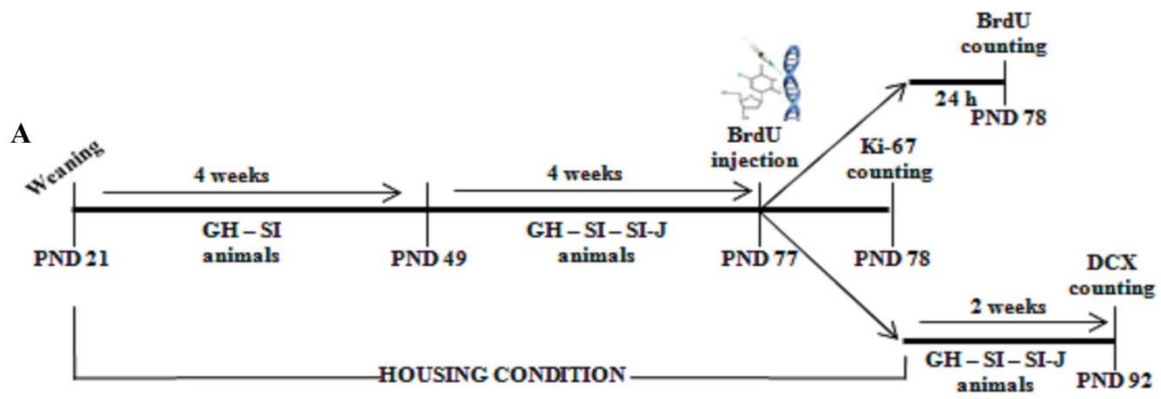 BrdU
counting
24 h
PND 78
A
Weaning
BrdU
injection
Ki-67
counting
4 weeks
4 weeks
GH – SI
animals
GH – SI – SI-J
animals
PND 21
PND 49
PND 77
PND 78
DCX
counting
2 weeks
GH – SI – SI-J
animals
PND 92
HOUSING CONDITION